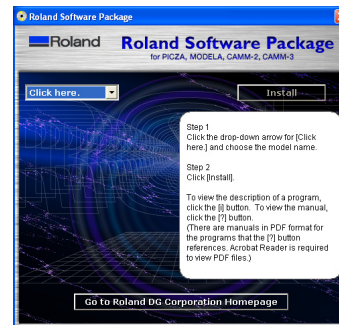 Roland Software Package
Roland
Roland Software Package
for PICZA, MODELA, CAMM-2, CAMM-3
Click here.
Install
Step 1
Click the drop-down arrow for [Click
here.] and choose the model name.
Step 2
Click [Install].
To view the description of a program,
click the [i] button. To view the manual,
click the [?] button.
(There are manuals in PDF format for
the programs that the [?] button
references. Acrobat Reader is required
to view PDF files.)
Go to Roland DG Corporation Homepage